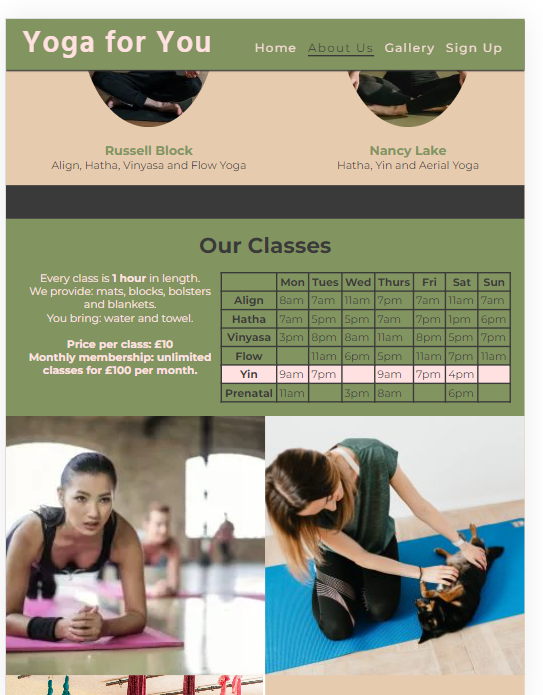 Yoga for You
Home About Us Gallery Sign Up
Russell Block
Align, Hatha, Vinyasa and Flow Yoga
Nancy Lake
Hatha, Yin and Aerial Yoga
Our Classes
Every class is 1 hour in length.
We provide: mats, blocks, bolsters
and blankets.
You bring: water and towel.
Price per class: £10
Monthly membership: unlimited
classes for £100 per month.
Mon Tues Wed Thurs Fri Sat Sun
Align 8am 7am 11am 7pm 7am 11am 7am
Hatha 7am 5pm 5pm 7am 7pm 1pm 6pm
Vinyasa 3pm 8pm 8am 11am 8pm 5pm 7pm
Flow 11am 6pm 5pm 11am 7pm 11am
Yin 9am 7pm 9am 7pm 4pm
Prenatal 11am 3pm 8am 6pm